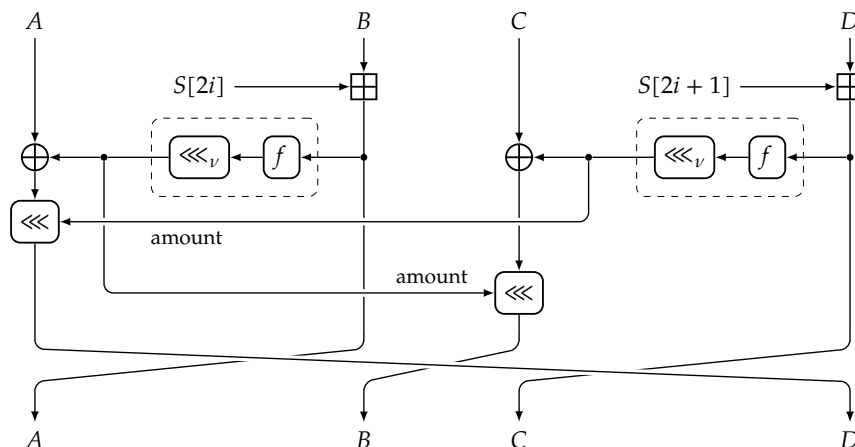 A B C D
S[2i] S[2i + 1]
⋘ν f ⋘ν f
⋘
amount
amount
⋘
A B C D